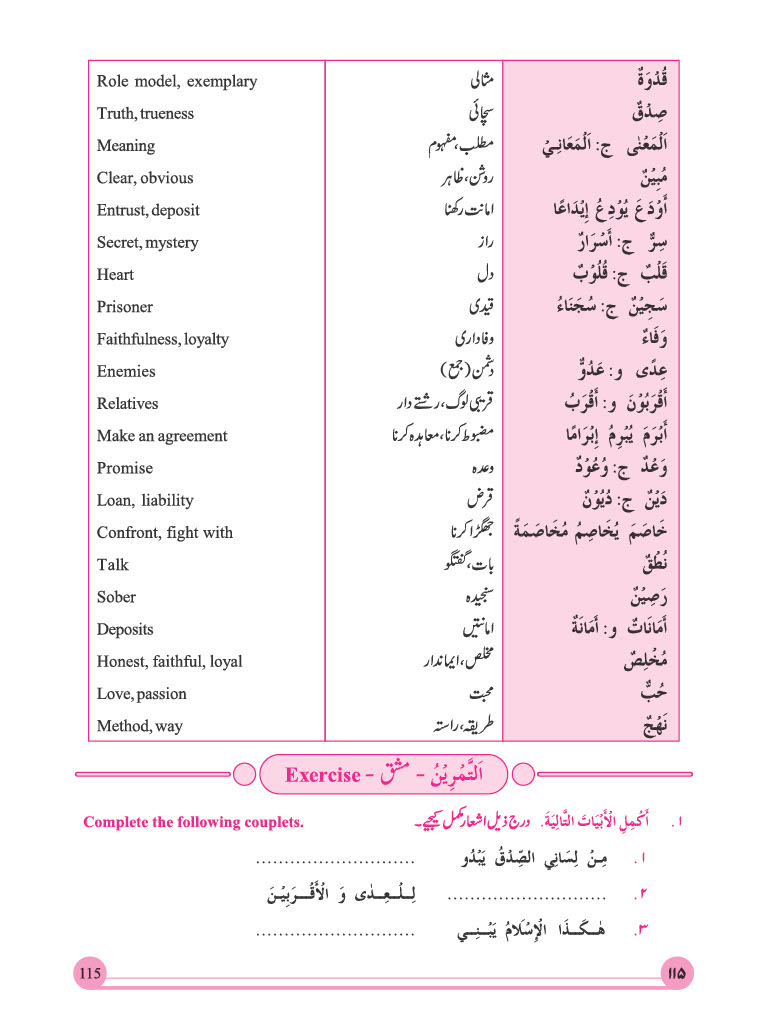 Role model, exemplary مثالی قُدْوَةٌ
Truth, trueness سچائی صِدْقٌ
Meaning مطلب، مفہوم اَلْمَعْنٰى ج: اَلْمَعَانِيْ
Clear, obvious روشن، ظاہر مُبِيْنٌ
Entrust, deposit امانت رکھنا أَوْدَعَ يُوْدِعُ إِيْدَاعًا
Secret, mystery راز سِرٌّ ج: أَسْرَارٌ
Heart دل قَلْبٌ ج: قُلُوْبٌ
Prisoner قیدی سَجِيْنٌ ج: سُجَنَاءُ
Faithfulness, loyalty وفاداری وَفَاءٌ
Enemies دشمن (جمع) عِدًى و: عَدُوٌّ
Relatives قریبی لوگ، رشتے دار أَقْرَبُوْنَ و: أَقْرَبُ
Make an agreement مضبوط کرنا، معاہدہ کرنا أَبْرَمَ يُبْرِمُ إِبْرَامًا
Promise وعدہ وَعْدٌ ج: وُعُوْدٌ
Loan, liability قرض دَيْنٌ ج: دُيُوْنٌ
Confront, fight with جھگڑا کرنا خَاصَمَ يُخَاصِمُ مُخَاصَمَةً
Talk بات، گفتگو نُطْقٌ
Sober سنجیدہ رَصِيْنٌ
Deposits امانتیں أَمَانَاتٌ و: أَمَانَةٌ
Honest, faithful, loyal مخلص، ایماندار مُخْلِصٌ
Love, passion محبت حُبٌّ
Method, way طریقہ، راستہ نَهْجٌ
اَلتَّمْرِيْنُ - مشق - Exercise
١. أَكْمِلِ الْأَبْيَاتَ التَّالِيَةَ. درج ذیل اشعار مکمل کیجیے۔ Complete the following couplets.
١. مِنْ لِسَانِي الصِّدْقُ يَبْدُو ............................
٢. ............................ لِلْعِدٰى وَ الْأَقْرَبِيْنَ
٣. هٰكَذَا الْإِسْلَامُ يَبْنِي ............................
115 ١١٥